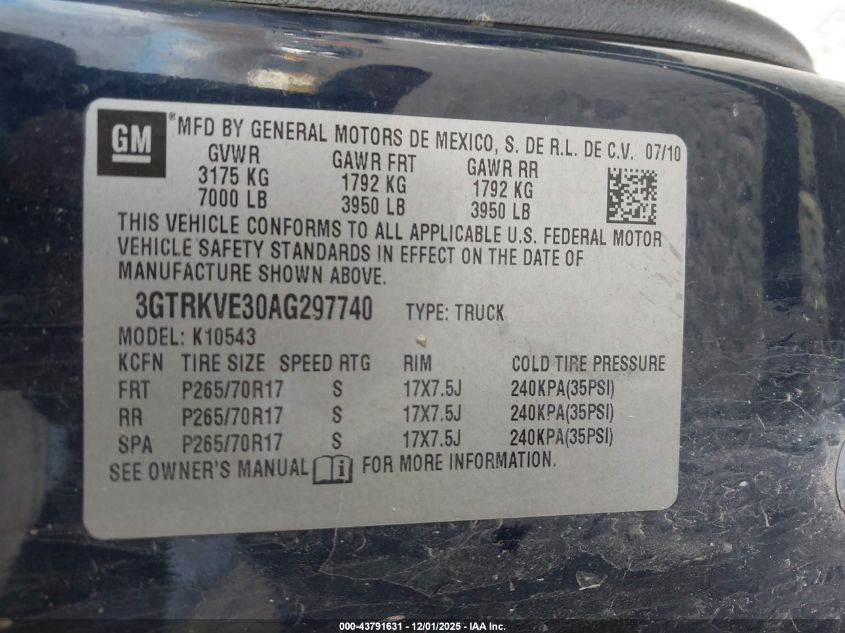 GM ® MFD BY GENERAL MOTORS DE MEXICO, S. DE R.L. DE C.V. 07/10
GVWR GAWR FRT GAWR RR
3175 KG 1792 KG 1792 KG
7000 LB 3950 LB 3950 LB
THIS VEHICLE CONFORMS TO ALL APPLICABLE U.S. FEDERAL MOTOR
VEHICLE SAFETY STANDARDS IN EFFECT ON THE DATE OF
MANUFACTURE SHOWN ABOVE.
3GTRKVE30AG297740 TYPE: TRUCK
MODEL: K10543
KCFN TIRE SIZE SPEED RTG RIM COLD TIRE PRESSURE
FRT P265/70R17 S 17X7.5J 240KPA(35PSI)
RR P265/70R17 S 17X7.5J 240KPA(35PSI)
SPA P265/70R17 S 17X7.5J 240KPA(35PSI)
SEE OWNER'S MANUAL i FOR MORE INFORMATION.
000-43791631 - 12/01/2025 - IAA Inc.